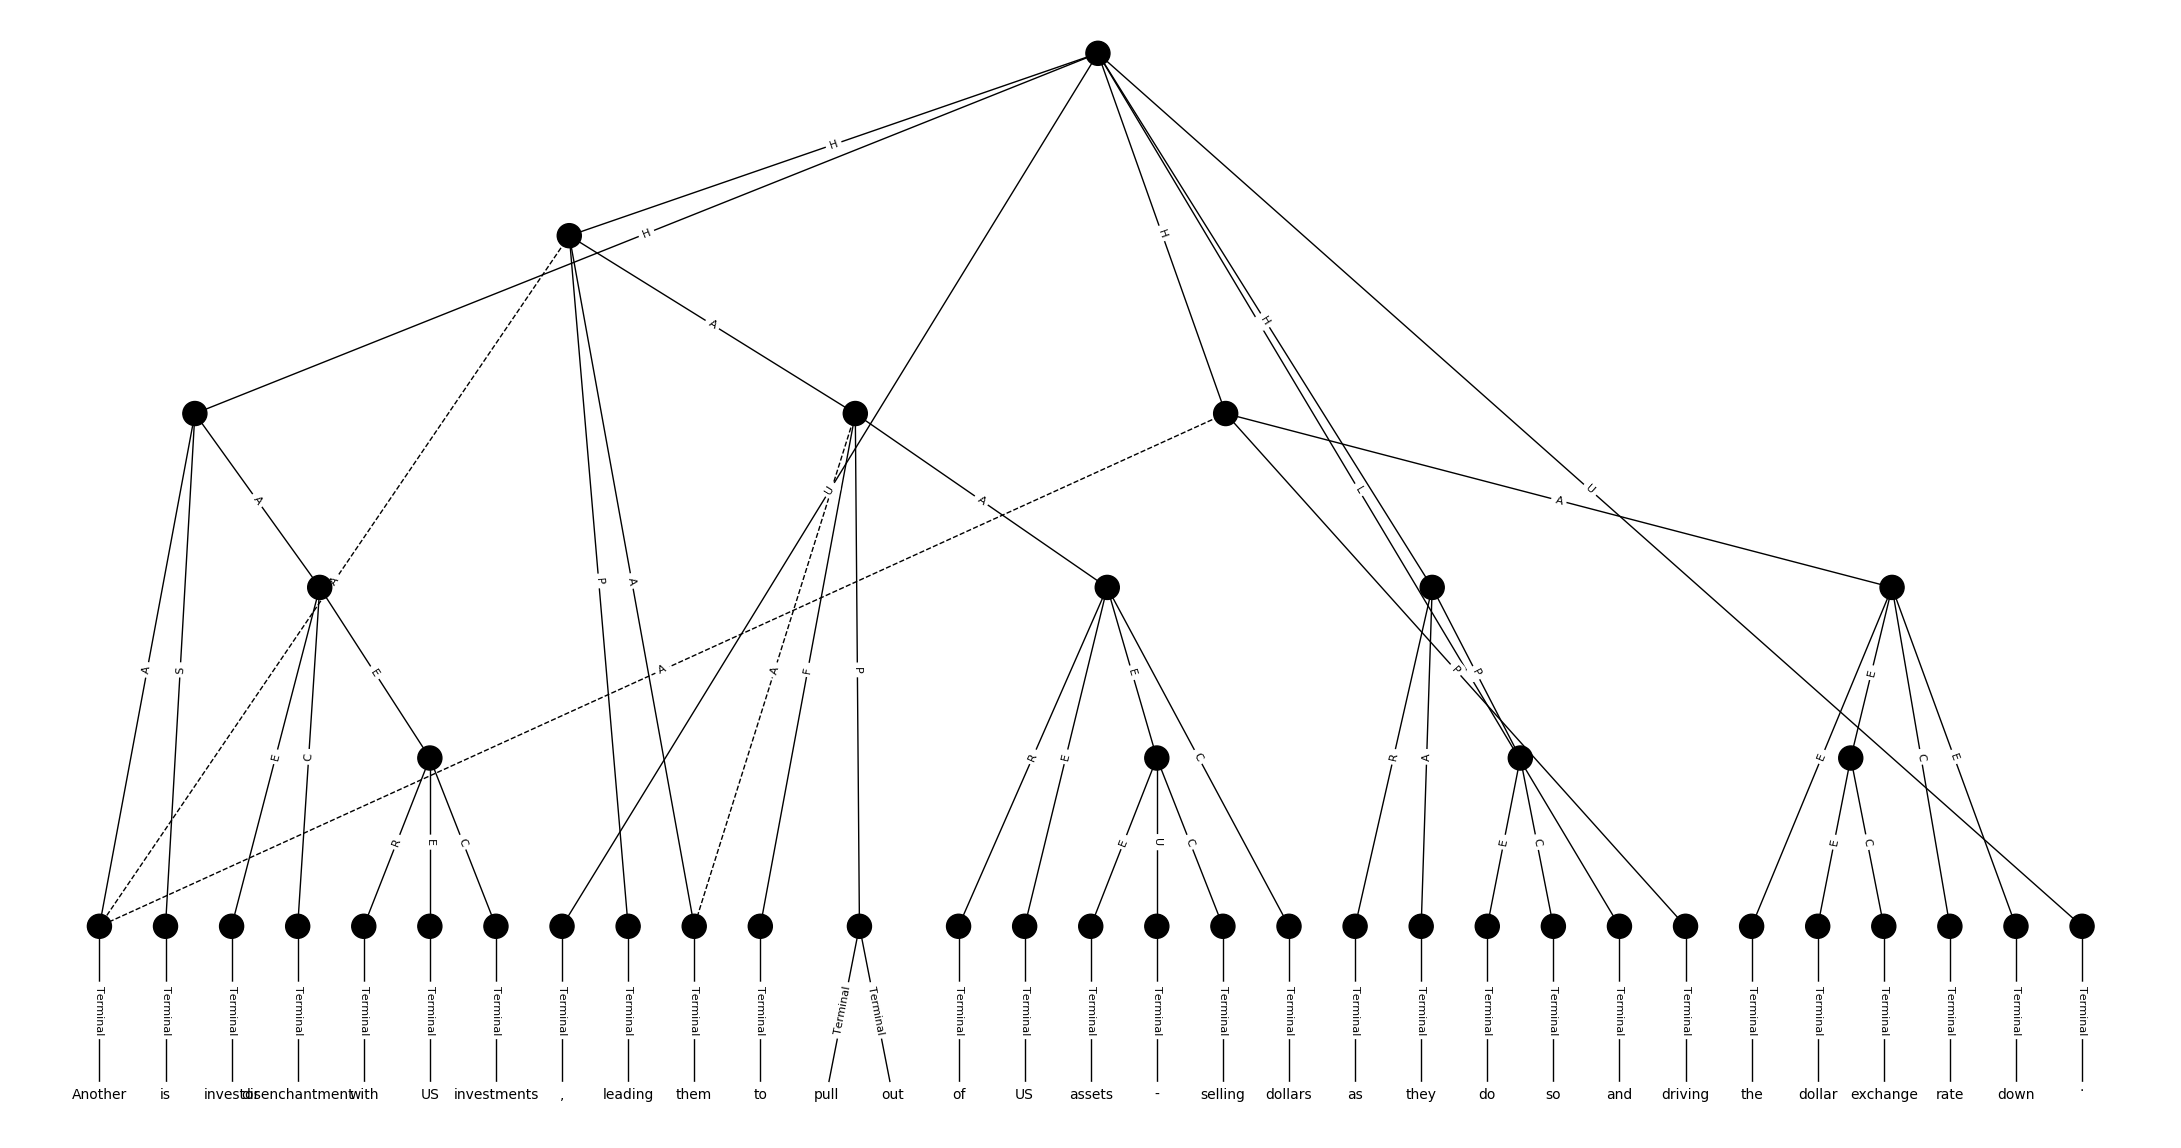 H
H
H
H
A
U
A
A
L
U
A
A
P
A
A
S
E
A
A
F
P
E
P
P
E
E
C
R
E
C
R
A
E
C
E
R
E
C
E
U
C
E
C
E
C
Terminal Terminal Terminal Terminal Terminal Terminal Terminal Terminal Terminal Terminal Terminal Terminal Terminal Terminal Terminal Terminal Terminal Terminal Terminal Terminal Terminal Terminal Terminal Terminal Terminal Terminal Terminal Terminal Terminal Terminal Terminal
Another is investors disenchantment with US investments , leading them to pull out of US assets - selling dollars as they do so and driving the dollar exchange rate down .